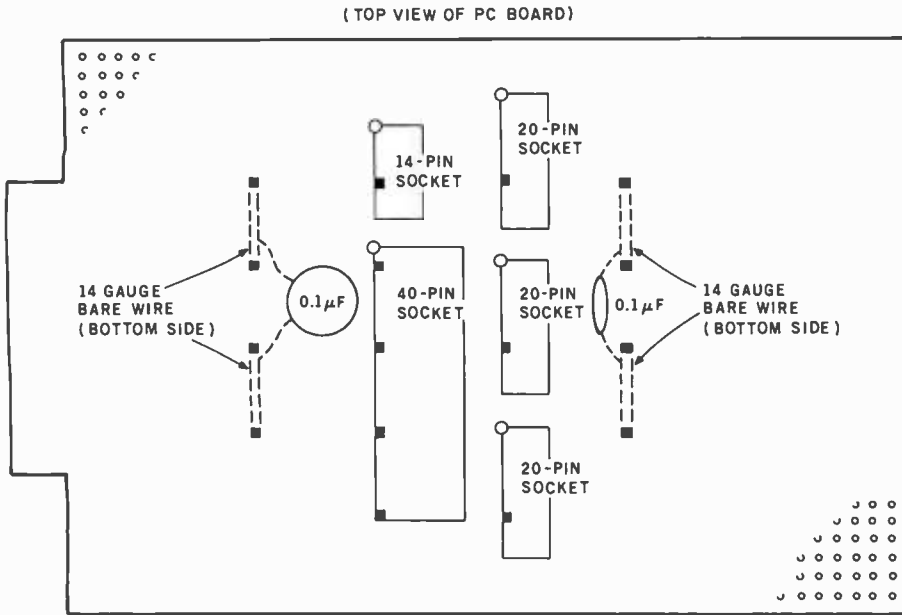 (TOP VIEW OF PC BOARD)
20-PIN
SOCKET
14-PIN
SOCKET
14 GAUGE
BARE WIRE
(BOTTOM SIDE)
0.1µF
40-PIN
SOCKET
20-PIN
SOCKET
0.1µF
14 GAUGE
BARE WIRE
(BOTTOM SIDE)
20-PIN
SOCKET